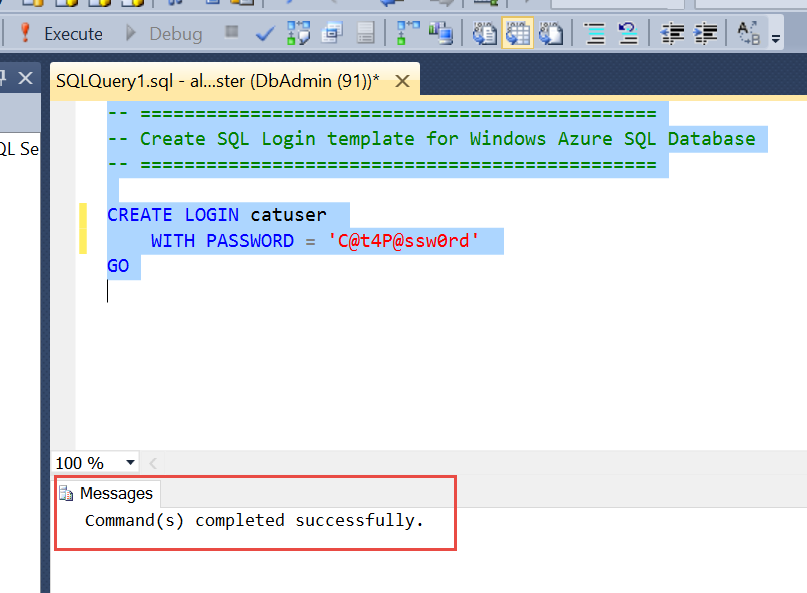 Execute Debug
SQLQuery1.sql - al...ster (DbAdmin (91))*
QL Se
-- ===============================================
-- Create SQL Login template for Windows Azure SQL Database
-- ===============================================
CREATE LOGIN catuser
WITH PASSWORD = 'C@t4P@ssw0rd'
GO
100 %
Messages
Command(s) completed successfully.